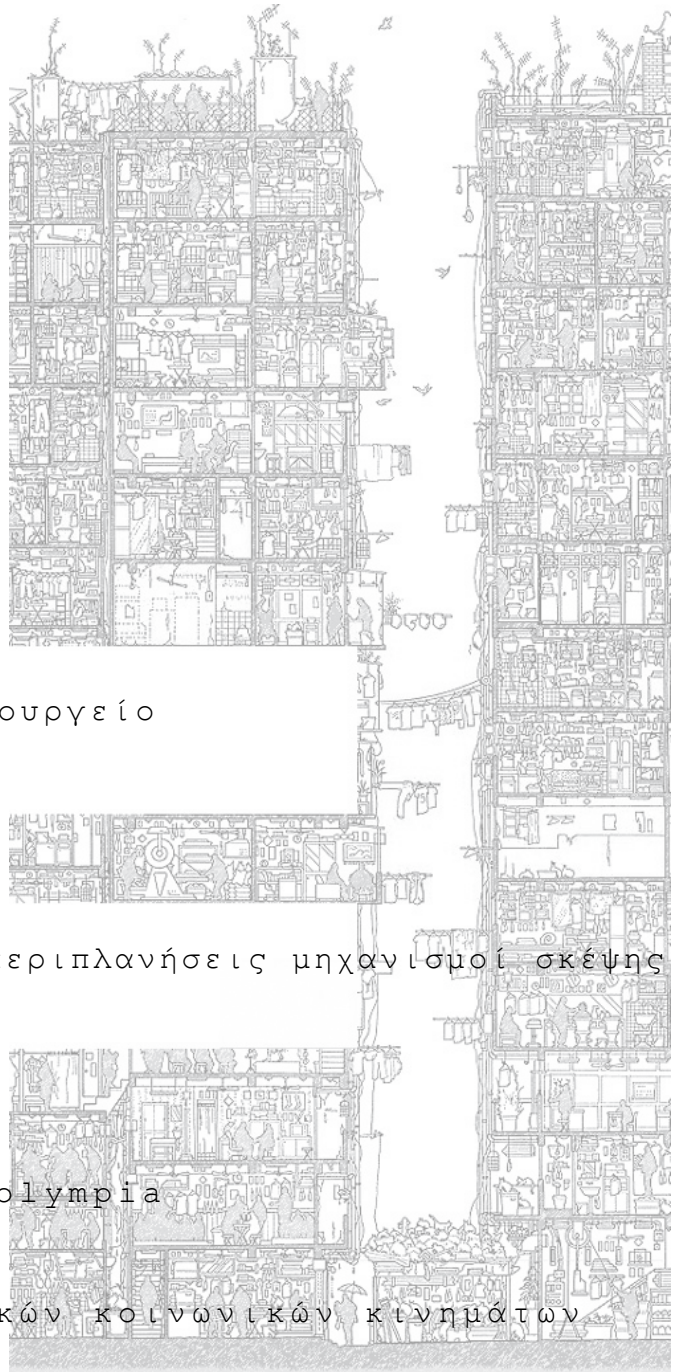 ουργείο
εριπλανήσεις μηχανισμοί σκέψης
olympia
κών κοινωνικών κινημάτων